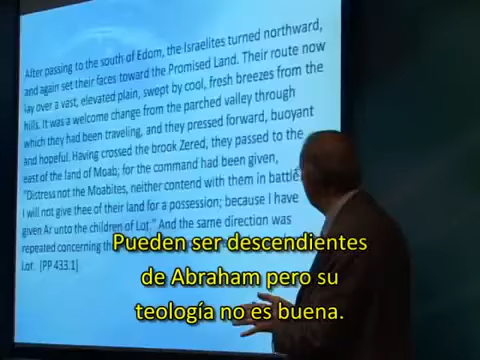 After passing to the south of Edom, the Israelites turned northward,
and again set their faces toward the Promised Land. Their route now
lay over a vast, elevated plain, swept by cool, fresh breezes from the
hills. It was a welcome change from the parched valley through
which they had been traveling, and they pressed forward, buoyant
and hopeful. Having crossed the brook Zered, they passed to the
east of the land of Moab; for the command had been given,
"Distress not the Moabites, neither contend with them in battle:
I will not give thee of their land for a possession; because I have
given Ar unto the children of Lot." And the same direction was
repeated concerning the
Lot. [PP 433.1]
Pueden ser descendientes
de Abraham pero su
teología no es buena.